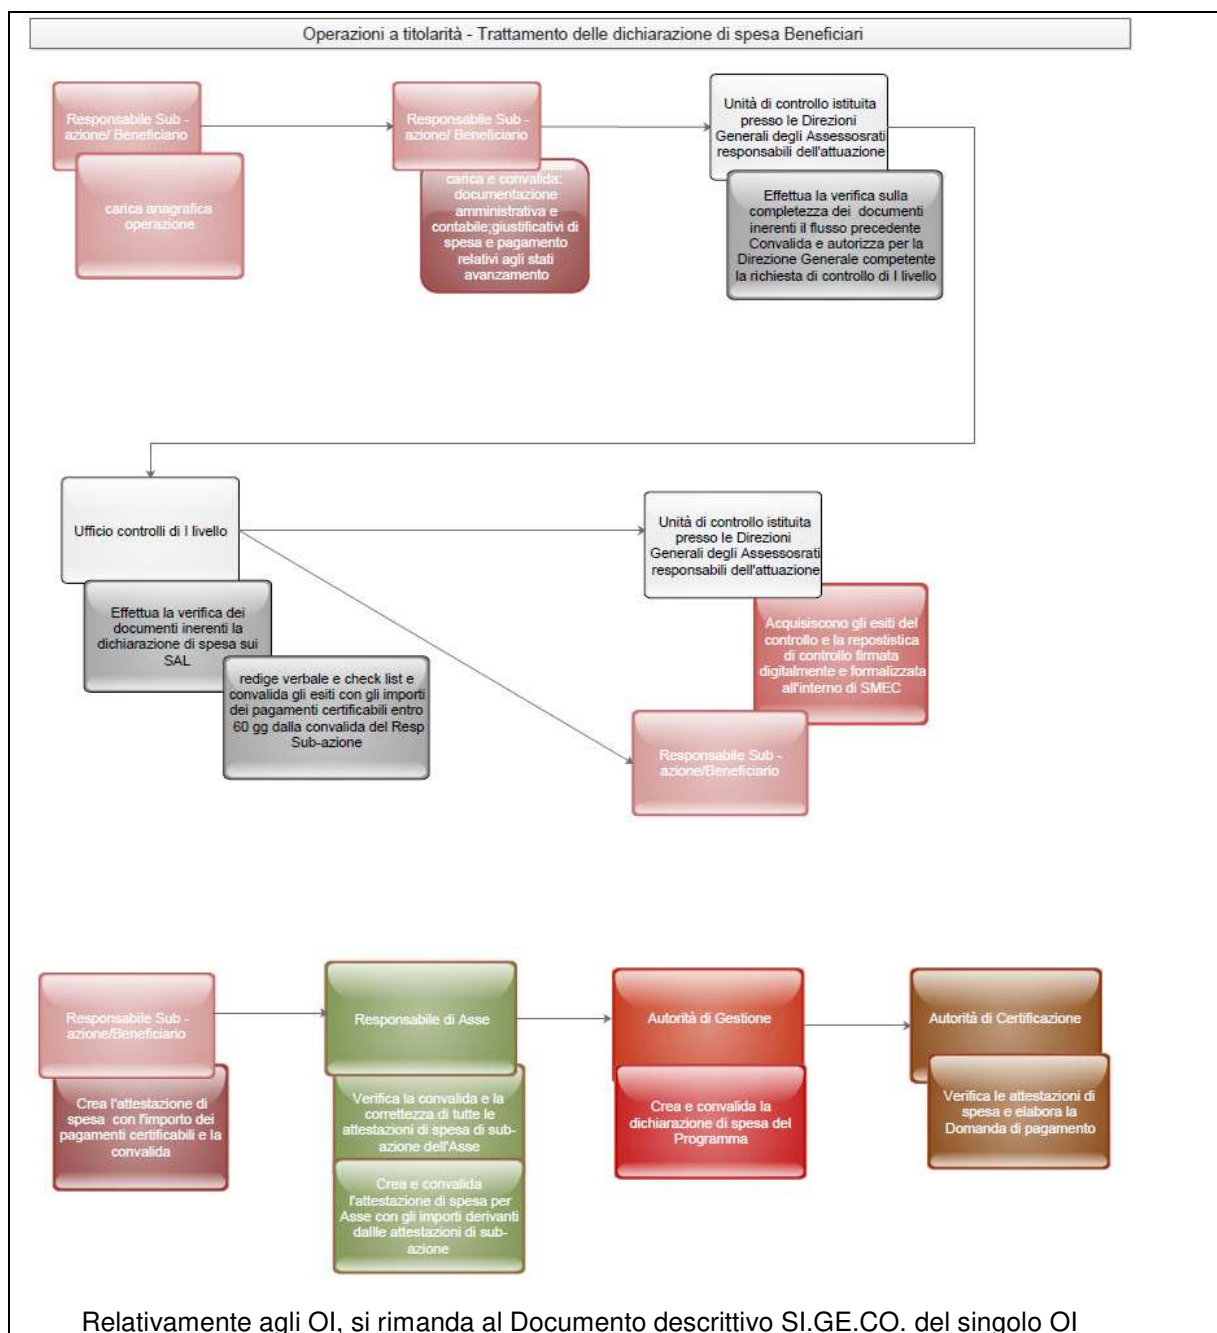 Operazioni a titolarità - Trattamento delle dichiarazione di spesa Beneficiari
Responsabile Sub -
azione/ Beneficiario
carica anagrafica
operazione
Responsabile Sub -
azione/ Beneficiario
carica e convalida:
documentazione
amministrativa e
contabile;giustificativi di
spesa e pagamento
relativi agli stati
avanzamento
Unità di controllo istituita
presso le Direzioni
Generali degli Assessosrati
responsabili dell'attuazione
Effettua la verifica sulla
completezza dei documenti
inerenti il flusso precedente
Convalida e autorizza per la
Direzione Generale competente
la richiesta di controllo di I livello
Ufficio controlli di I livello
Effettua la verifica dei
documenti inerenti la
dichiarazione di spesa sui
SAL
redige verbale e check list e
convalida gli esiti con gli importi
dei pagamenti certificabili entro
60 gg dalla convalida del Resp
Sub-azione
Unità di controllo istituita
presso le Direzioni
Generali degli Assessosrati
responsabili dell'attuazione
Acquisiscono gli esiti del
controllo e la repostistica
di controllo firmata
digitalmente e formalizzata
all'interno di SMEC
Responsabile Sub -
azione/Beneficiario
Responsabile Sub -
azione/Beneficiario
Crea l'attestazione di
spesa con l'importo dei
pagamenti certificabili e la
convalida
Responsabile di Asse
Verifica la convalida e la
correttezza di tutte le
attestazioni di spesa di sub-
azione dell'Asse
Crea e convalida
l'attestazione di spesa per
Asse con gli importi derivanti
dallle attestazioni di sub-
azione
Autorità di Gestione
Crea e convalida la
dichiarazione di spesa del
Programma
Autorità di Certificazione
Verifica le attestazioni di
spesa e elabora la
Domanda di pagamento
Relativamente agli OI, si rimanda al Documento descrittivo SI.GE.CO. del singolo OI